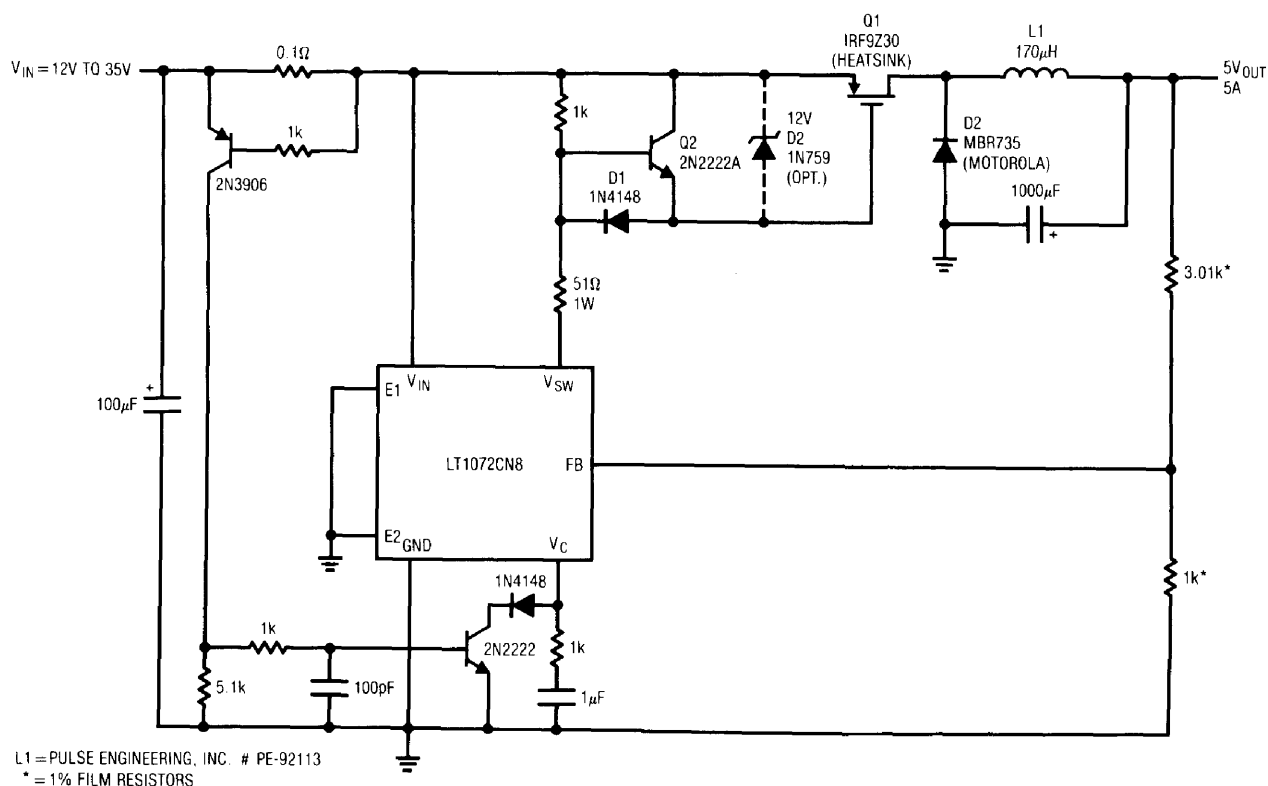 V_IN = 12V TO 35V
0.1Ω
1k
2N3906
100µF
+
1k
Q2
2N2222A
D1
1N4148
12V
D2
1N759
(OPT.)
Q1
IRF9Z30
(HEATSINK)
L1
170µH
5V_OUT
5A
D2
MBR735
(MOTOROLA)
1000µF
+
3.01k*
51Ω
1W
E1
V_IN
V_SW
LT1072CN8
FB
E2
GND
V_C
1k*
1N4148
1k
2N2222
1k
5.1k
100pF
1µF
L1 = PULSE ENGINEERING, INC. # PE-92113
* = 1% FILM RESISTORS